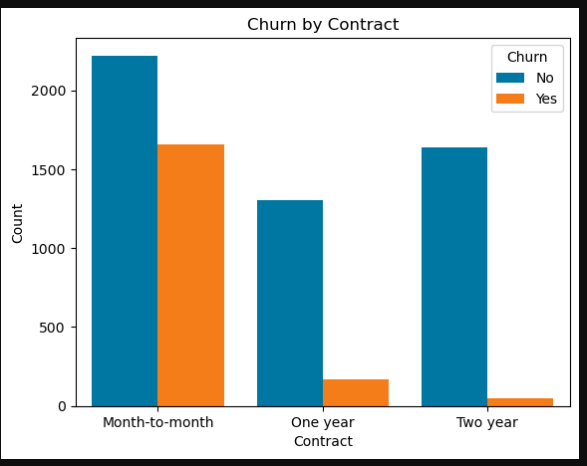 Churn by Contract
Churn
No
Yes
2000
1500
1000
500
0
Count
Month-to-month One year Two year
Contract